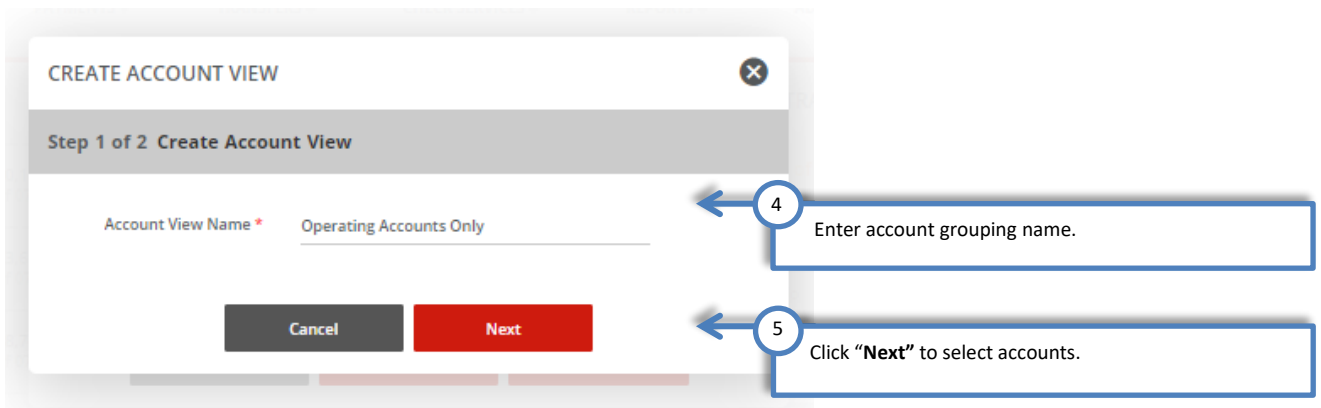 CREATE ACCOUNT VIEW
Step 1 of 2 Create Account View
Account View Name * Operating Accounts Only
4
Enter account grouping name.
Cancel Next
5
Click “Next” to select accounts.